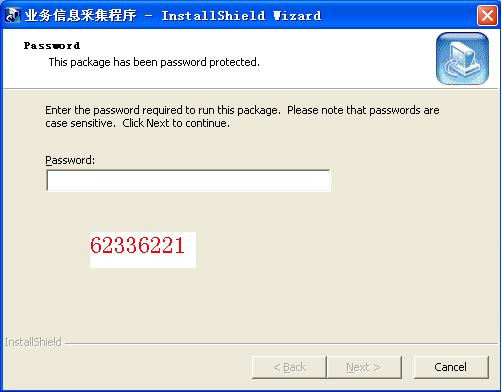 业务信息采集程序 - InstallShield Wizard
Password
This package has been password protected.
Enter the password required to run this package.  Please note that passwords are
case sensitive.  Click Next to continue.
Password:
62336221
InstallShield
< Back
Next >
Cancel